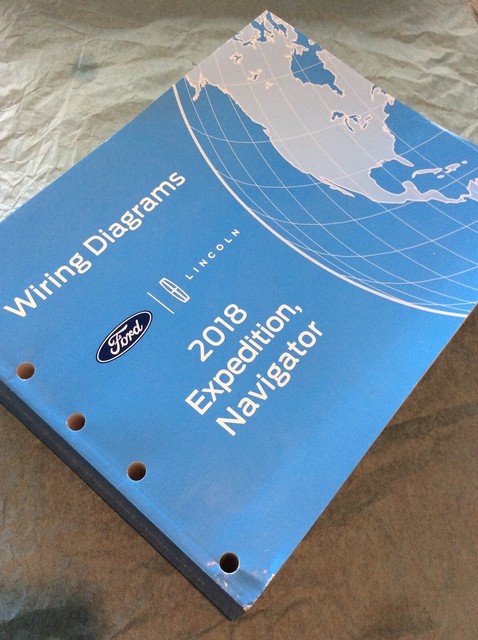 Wiring Diagrams
Ford
LINCOLN
2018
Expedition,
Navigator